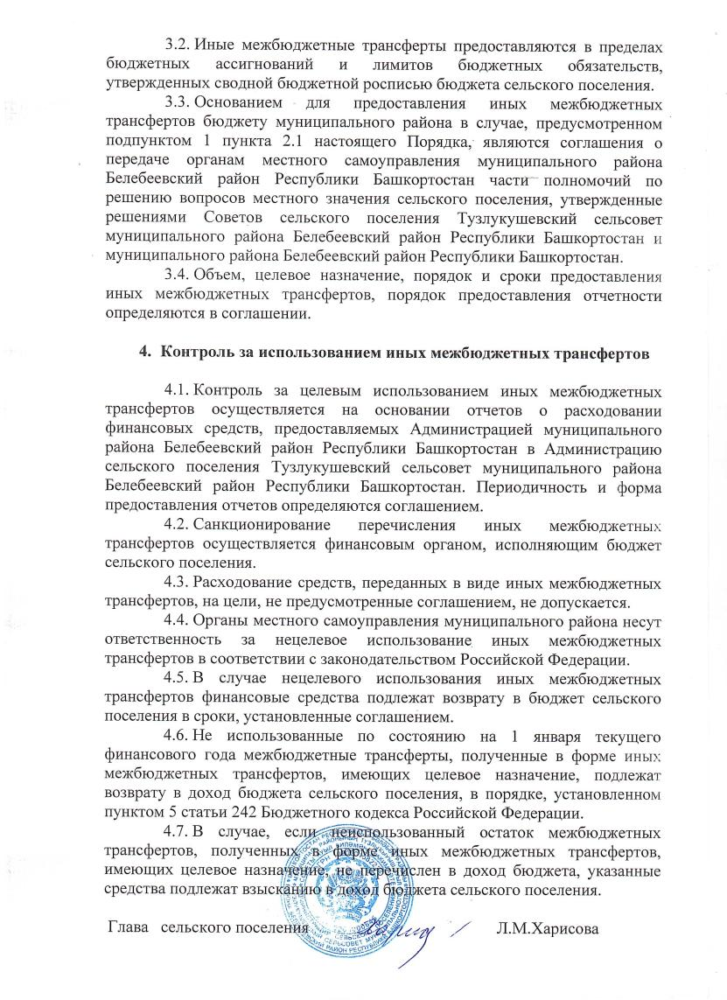 3.2. Иные межбюджетные трансферты предоставляются в пределах
бюджетных ассигнований и лимитов бюджетных обязательств,
утвержденных сводной бюджетной росписью бюджета сельского поселения.
3.3. Основанием для предоставления иных межбюджетных
трансфертов бюджету муниципального района в случае, предусмотренном
подпунктом 1 пункта 2.1 настоящего Порядка, являются соглашения о
передаче органам местного самоуправления муниципального района
Белебеевский район Республики Башкортостан части полномочий по
решению вопросов местного значения сельского поселения, утвержденные
решениями Советов сельского поселения Тузлукушевский сельсовет
муниципального района Белебеевский район Республики Башкортостан и
муниципального района Белебеевский район Республики Башкортостан.
3.4. Объем, целевое назначение, порядок и сроки предоставления
иных межбюджетных трансфертов, порядок предоставления отчетности
определяются в соглашении.
4. Контроль за использованием иных межбюджетных трансфертов
4.1. Контроль за целевым использованием иных межбюджетных
трансфертов осуществляется на основании отчетов о расходовании
финансовых средств, предоставляемых Администрацией муниципального
района Белебеевский район Республики Башкортостан в Администрацию
сельского поселения Тузлукушевский сельсовет муниципального района
Белебеевский район Республики Башкортостан. Периодичность и форма
предоставления отчетов определяются соглашением.
4.2. Санкционирование перечисления иных межбюджетных
трансфертов осуществляется финансовым органом, исполняющим бюджет
сельского поселения.
4.3. Расходование средств, переданных в виде иных межбюджетных
трансфертов, на цели, не предусмотренные соглашением, не допускается.
4.4. Органы местного самоуправления муниципального района несут
ответственность за нецелевое использование иных межбюджетных
трансфертов в соответствии с законодательством Российской Федерации.
4.5. В случае нецелевого использования иных межбюджетных
трансфертов финансовые средства подлежат возврату в бюджет сельского
поселения в сроки, установленные соглашением.
4.6. Не использованные по состоянию на 1 января текущего
финансового года межбюджетные трансферты, полученные в форме иных
межбюджетных трансфертов, имеющих целевое назначение, подлежат
возврату в доход бюджета сельского поселения, в порядке, установленном
пунктом 5 статьи 242 Бюджетного кодекса Российской Федерации.
4.7. В случае, если неиспользованный остаток межбюджетных
трансфертов, полученных в форме иных межбюджетных трансфертов,
имеющих целевое назначение, не перечислен в доход бюджета, указанные
средства подлежат взысканию в доход бюджета сельского поселения.
Глава сельского поселения Л.М.Харисова